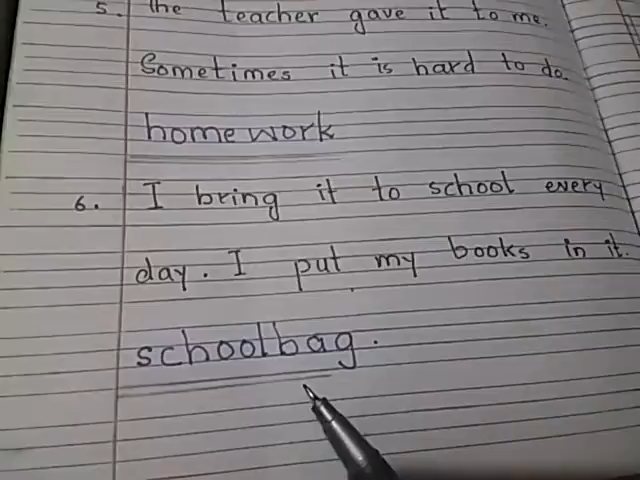 5. The teacher gave it to me.
Sometimes it is hard to do.
homework
6. I bring it to school every
day. I put my books in it.
schoolbag.